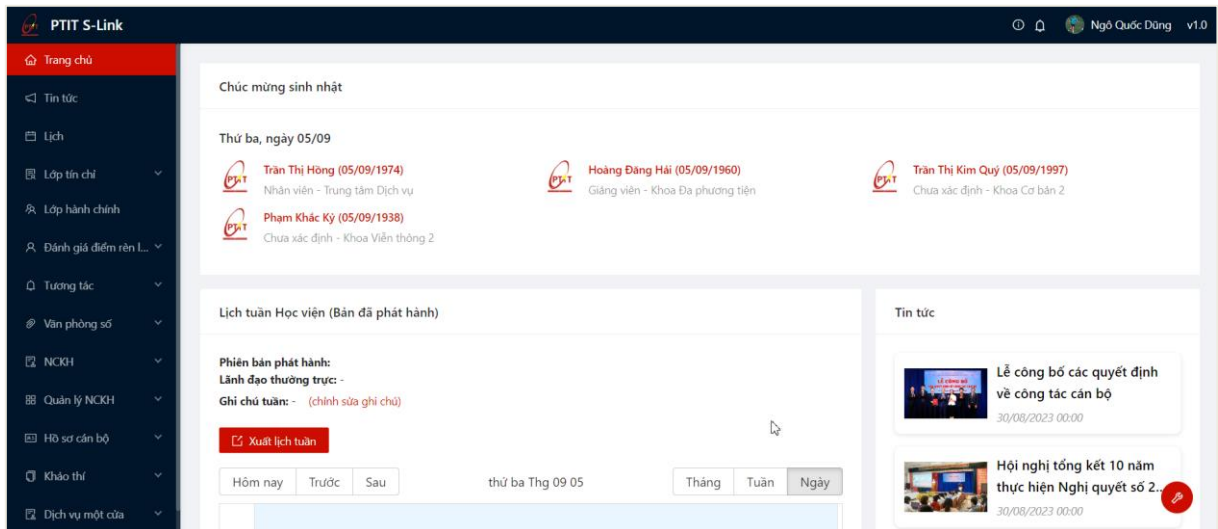 PTIT S-Link
Ngô Quốc Dũng v1.0
Trang chủ
Tin tức
Lịch
Lớp tín chỉ
Lớp hành chính
Đánh giá điểm rèn l...
Tương tác
Văn phòng số
NCKH
Quản lý NCKH
Hồ sơ cán bộ
Khảo thí
Dịch vụ một cửa
Chúc mừng sinh nhật
Thứ ba, ngày 05/09
Trần Thị Hồng (05/09/1974)
Nhân viên - Trung tâm Dịch vụ
Hoàng Đăng Hải (05/09/1960)
Giảng viên - Khoa Đa phương tiện
Trần Thị Kim Quý (05/09/1997)
Chưa xác định - Khoa Cơ bản 2
Phạm Khắc Kỷ (05/09/1938)
Chưa xác định - Khoa Viễn thông 2
Lịch tuần Học viện (Bản đã phát hành)
Phiên bản phát hành:
Lãnh đạo thường trực: -
Ghi chú tuần: - (chỉnh sửa ghi chú)
Xuất lịch tuần
Hôm nay Trước Sau thứ ba Thg 09 05 Tháng Tuần Ngày
Tin tức
Lễ công bố các quyết định
về công tác cán bộ
30/08/2023 00:00
Hội nghị tổng kết 10 năm
thực hiện Nghị quyết số 2...
30/08/2023 00:00